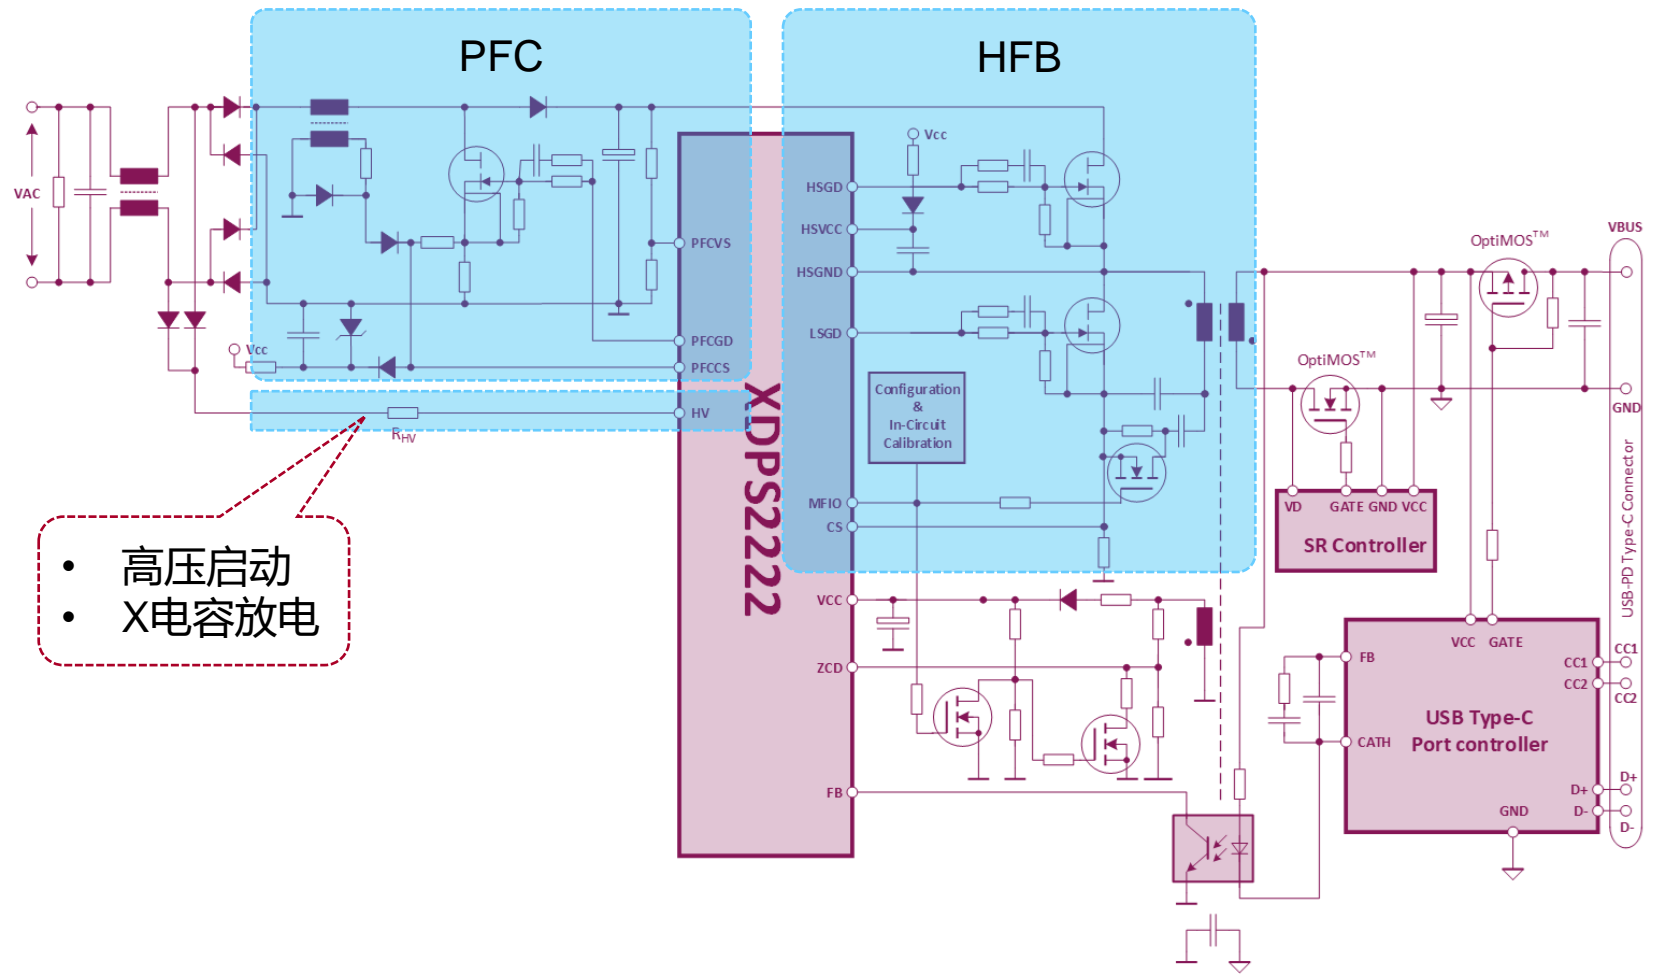 PFC
HFB
VAC
Vcc
HSGD
HSVCC
HSGND
LSGD
PFCVS
PFCGD
PFCCS
HV
Vcc
R_HV
Configuration
&
In-Circuit
Calibration
XDPS2222
MFIO
CS
VCC
ZCD
FB
• 高压启动
• X电容放电
OptiMOS™
VBUS
OptiMOS™
GND
VD GATE GND VCC
SR Controller
USB-PD Type-C Connector
VCC GATE
FB
CATH
CC1
CC2
CC1
CC2
USB Type-C
Port controller
D+
D-
D+
D-
GND